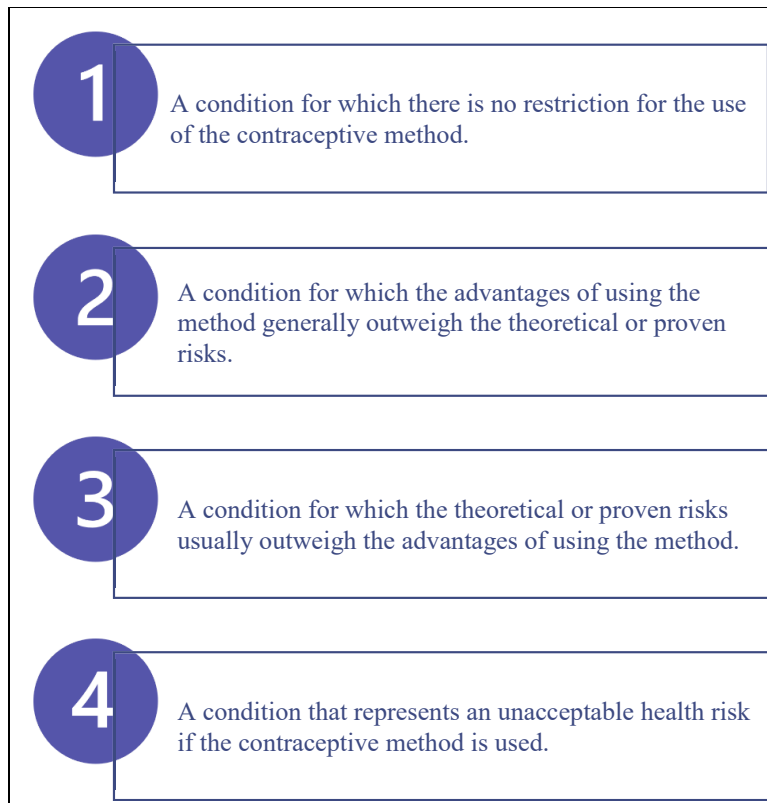 1
A condition for which there is no restriction for the use
of the contraceptive method.
2
A condition for which the advantages of using the
method generally outweigh the theoretical or proven
risks.
3
A condition for which the theoretical or proven risks
usually outweigh the advantages of using the method.
4
A condition that represents an unacceptable health risk
if the contraceptive method is used.